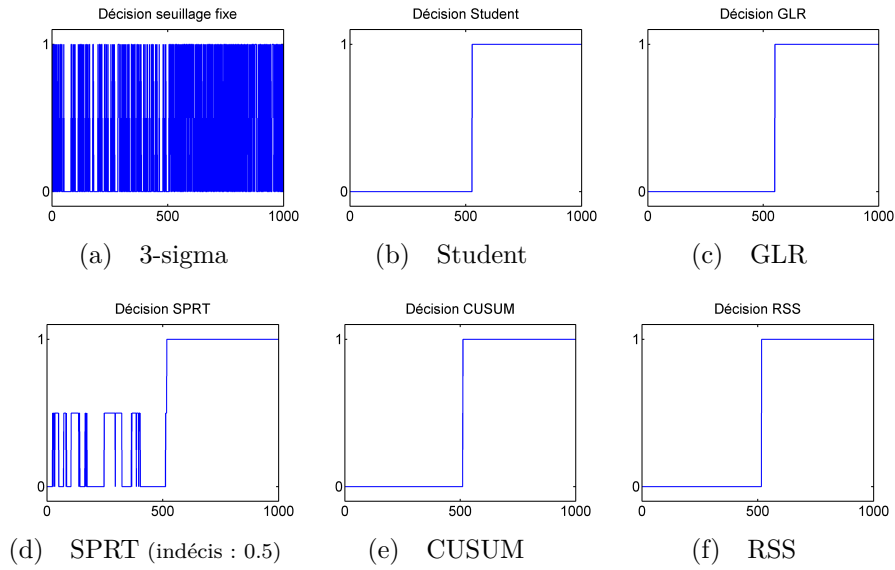 Décision seuillage fixe
1
0
0 500 1000
(a) 3-sigma
Décision Student
1
0
0 500 1000
(b) Student
Décision GLR
1
0
0 500 1000
(c) GLR
Décision SPRT
1
0
0 500 1000
(d) SPRT (indécis : 0.5)
Décision CUSUM
1
0
0 500 1000
(e) CUSUM
Décision RSS
1
0
0 500 1000
(f) RSS